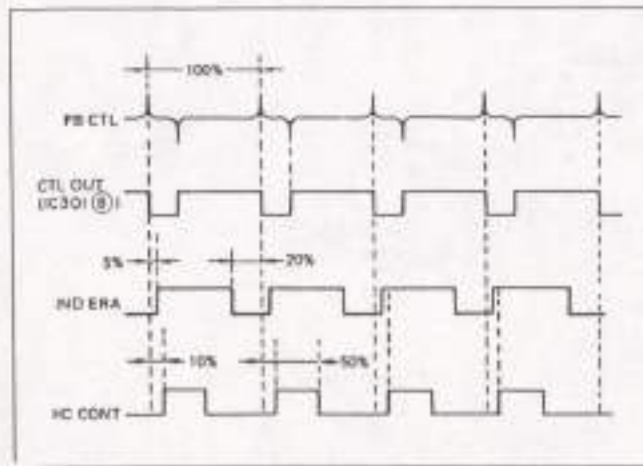 100%
PB CTL
CTL OUT
(IC301 ⑧)
5%
20%
IND ERA
10%
50%
HC CONT